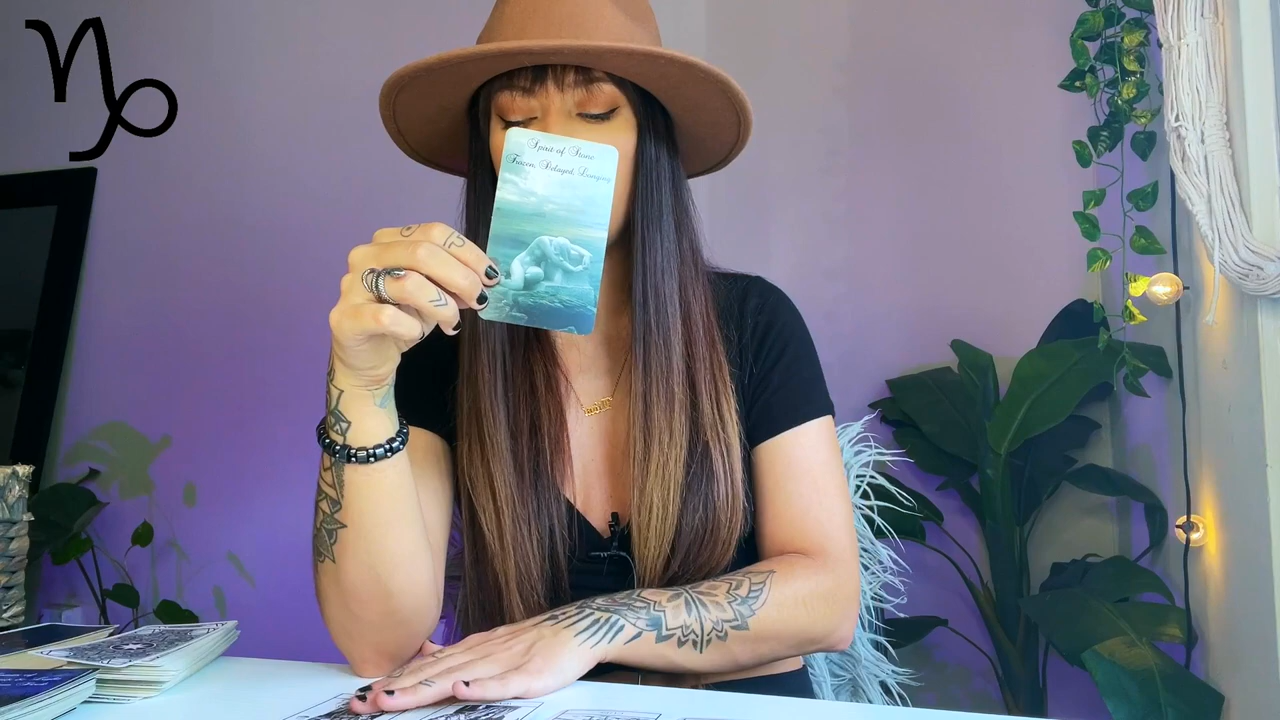 Spirit of Stone
Frozen, Delayed, Longing